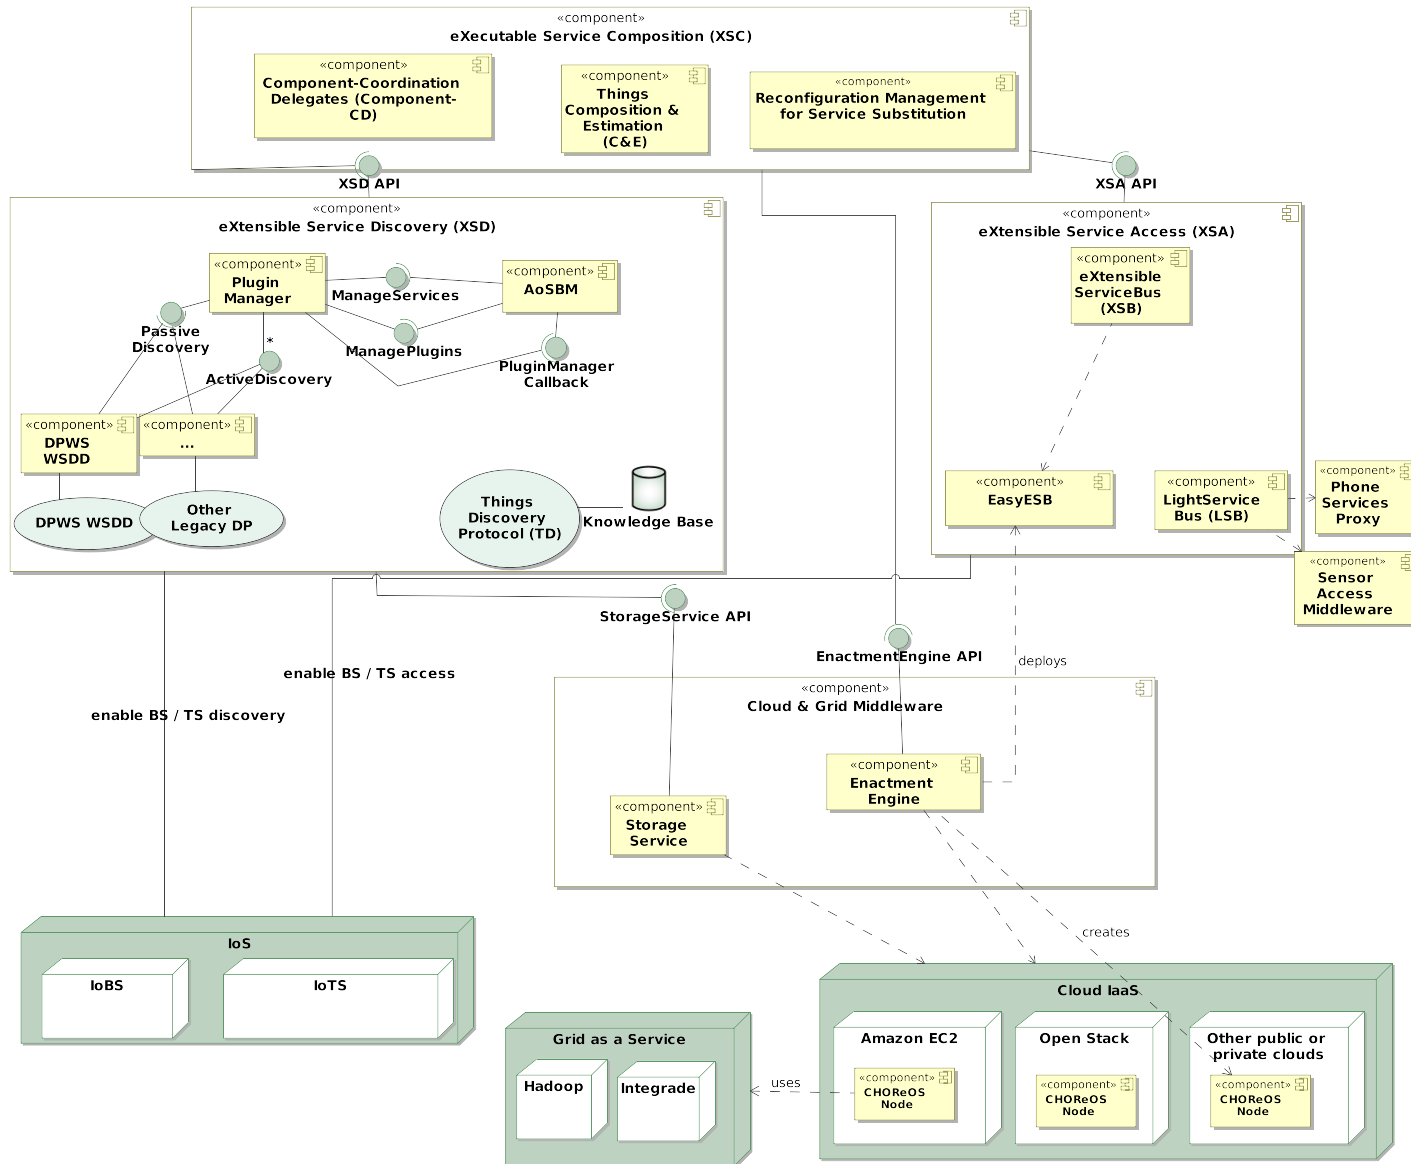 «component»
eXecutable Service Composition (XSC)
«component»
Component-Coordination
Delegates (Component-
CD)
«component»
Things
Composition &
Estimation
(C&E)
«component»
Reconfiguration Management
for Service Substitution
XSD API
XSA API
«component»
eXtensible Service Discovery (XSD)
«component»
Plugin
Manager
ManageServices
«component»
AoSBM
Passive
Discovery
*
ActiveDiscovery
ManagePlugins
PluginManager
Callback
«component»
DPWS
WSDD
«component»
...
DPWS WSDD
Other
Legacy DP
Things
Discovery
Protocol (TD)
Knowledge Base
«component»
eXtensible Service Access (XSA)
«component»
eXtensible
ServiceBus
(XSB)
«component»
EasyESB
«component»
LightService
Bus (LSB)
«component»
Phone
Services
Proxy
«component»
Sensor
Access
Middleware
StorageService API
EnactmentEngine API
deploys
enable BS / TS access
enable BS / TS discovery
«component»
Cloud & Grid Middleware
«component»
Enactment
Engine
«component»
Storage
Service
creates
IoS
IoBS
IoTS
Grid as a Service
Hadoop
Integrade
uses
Cloud IaaS
Amazon EC2
«component»
CHOReOS
Node
Open Stack
«component»
CHOReOS
Node
Other public or
private clouds
«component»
CHOReOS
Node